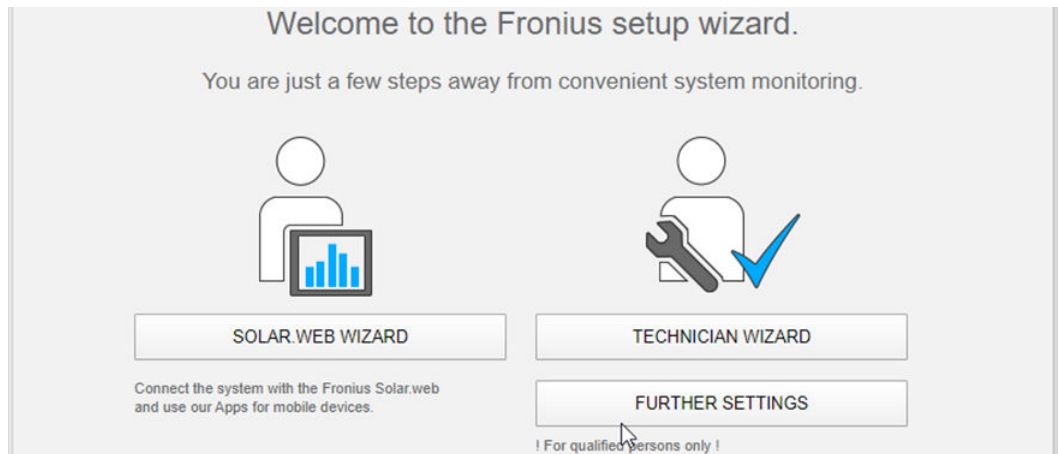 Welcome to the Fronius setup wizard.
You are just a few steps away from convenient system monitoring.
SOLAR.WEB WIZARD
Connect the system with the Fronius Solar.web
and use our Apps for mobile devices.
TECHNICIAN WIZARD
FURTHER SETTINGS
! For qualified persons only !